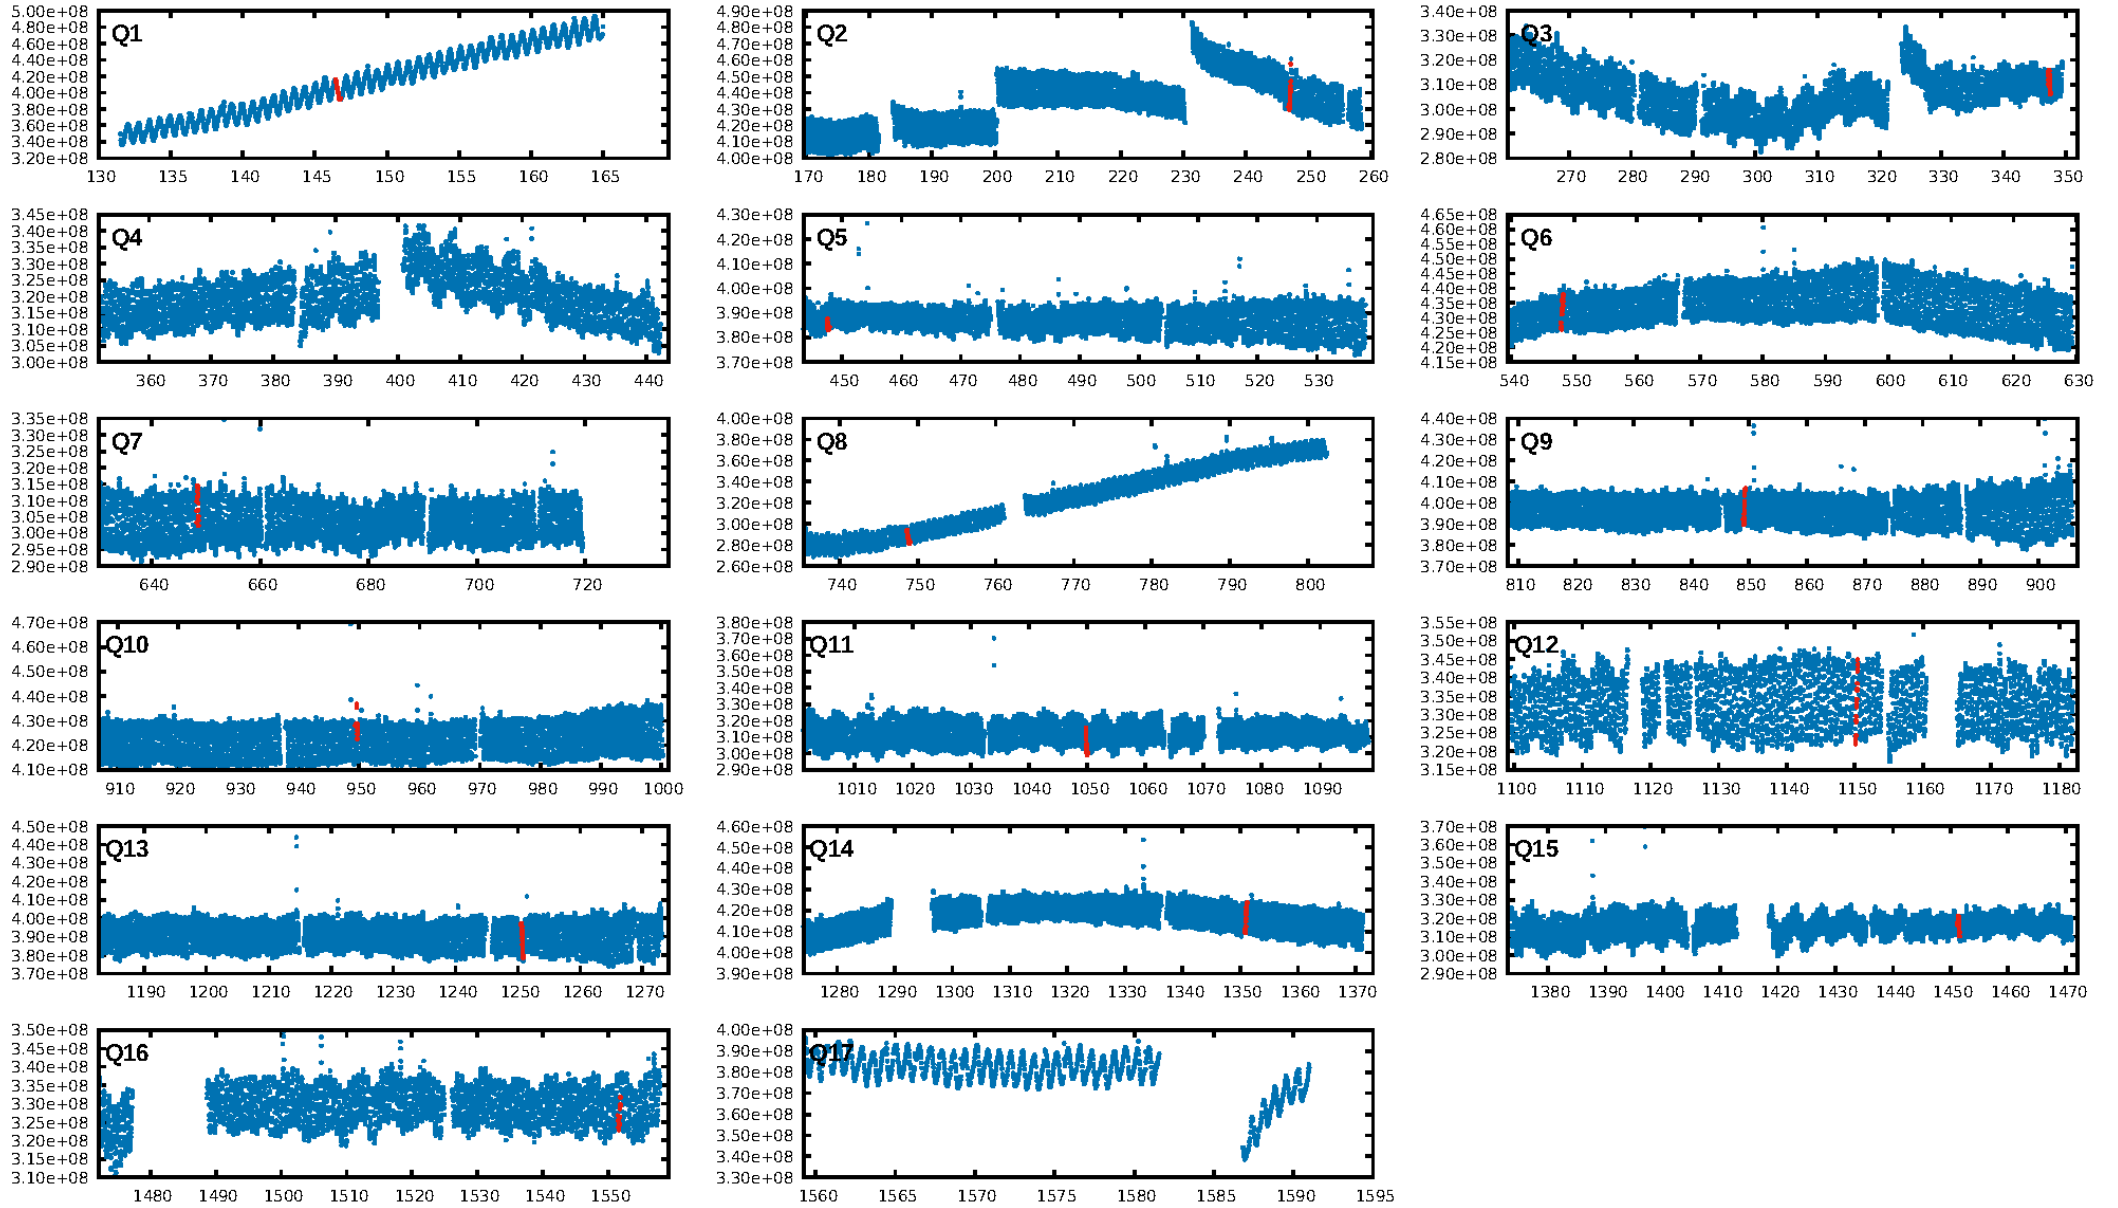 5.00e+08
4.80e+08
4.60e+08
4.40e+08
4.20e+08
4.00e+08
3.80e+08
3.60e+08
3.40e+08
3.20e+08
Q1
130 135 140 145 150 155 160 165
4.90e+08
4.80e+08
4.70e+08
4.60e+08
4.50e+08
4.40e+08
4.30e+08
4.20e+08
4.10e+08
4.00e+08
Q2
170 180 190 200 210 220 230 240 250 260
3.40e+08
3.30e+08
3.20e+08
3.10e+08
3.00e+08
2.90e+08
2.80e+08
Q3
270 280 290 300 310 320 330 340 350
3.45e+08
3.40e+08
3.35e+08
3.30e+08
3.25e+08
3.20e+08
3.15e+08
3.10e+08
3.05e+08
3.00e+08
Q4
360 370 380 390 400 410 420 430 440
4.30e+08
4.20e+08
4.10e+08
4.00e+08
3.90e+08
3.80e+08
3.70e+08
Q5
450 460 470 480 490 500 510 520 530
4.65e+08
4.60e+08
4.55e+08
4.50e+08
4.45e+08
4.40e+08
4.35e+08
4.30e+08
4.25e+08
4.20e+08
4.15e+08
Q6
540 550 560 570 580 590 600 610 620 630
3.35e+08
3.30e+08
3.25e+08
3.20e+08
3.15e+08
3.10e+08
3.05e+08
3.00e+08
2.95e+08
2.90e+08
Q7
640 660 680 700 720
4.00e+08
3.80e+08
3.60e+08
3.40e+08
3.20e+08
3.00e+08
2.80e+08
2.60e+08
Q8
740 750 760 770 780 790 800
4.40e+08
4.30e+08
4.20e+08
4.10e+08
4.00e+08
3.90e+08
3.80e+08
3.70e+08
Q9
810 820 830 840 850 860 870 880 890 900
4.70e+08
4.60e+08
4.50e+08
4.40e+08
4.30e+08
4.20e+08
4.10e+08
Q10
910 920 930 940 950 960 970 980 990 1000
3.80e+08
3.70e+08
3.60e+08
3.50e+08
3.40e+08
3.30e+08
3.20e+08
3.10e+08
3.00e+08
2.90e+08
Q11
1010 1020 1030 1040 1050 1060 1070 1080 1090
3.55e+08
3.50e+08
3.45e+08
3.40e+08
3.35e+08
3.30e+08
3.25e+08
3.20e+08
3.15e+08
Q12
1100 1110 1120 1130 1140 1150 1160 1170 1180
4.50e+08
4.40e+08
4.30e+08
4.20e+08
4.10e+08
4.00e+08
3.90e+08
3.80e+08
3.70e+08
Q13
1190 1200 1210 1220 1230 1240 1250 1260 1270
4.60e+08
4.50e+08
4.40e+08
4.30e+08
4.20e+08
4.10e+08
4.00e+08
3.90e+08
Q14
1280 1290 1300 1310 1320 1330 1340 1350 1360 1370
3.70e+08
3.60e+08
3.50e+08
3.40e+08
3.30e+08
3.20e+08
3.10e+08
3.00e+08
2.90e+08
Q15
1380 1390 1400 1410 1420 1430 1440 1450 1460 1470
3.50e+08
3.45e+08
3.40e+08
3.35e+08
3.30e+08
3.25e+08
3.20e+08
3.15e+08
3.10e+08
Q16
1480 1490 1500 1510 1520 1530 1540 1550
4.00e+08
3.90e+08
3.80e+08
3.70e+08
3.60e+08
3.50e+08
3.40e+08
3.30e+08
Q17
1560 1565 1570 1575 1580 1585 1590 1595